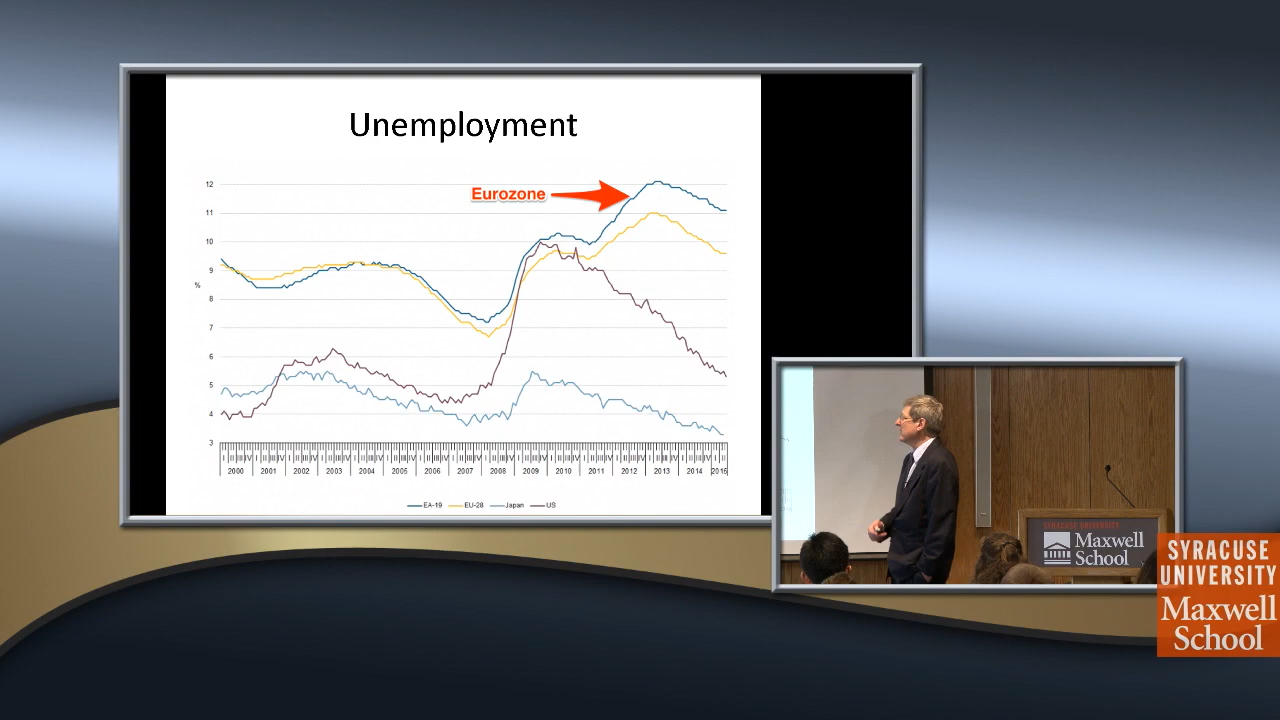 Unemployment
12
Eurozone
11
10
9
%
8
7
6
5
4
3
2000 2001 2002 2003 2004 2005 2006 2007 2008 2009 2010 2011 2012 2013 2014 2015
EA-19 EU-28 Japan US
SYRACUSE UNIVERSITY
Maxwell
School
SYRACUSE
UNIVERSITY
Maxwell
School